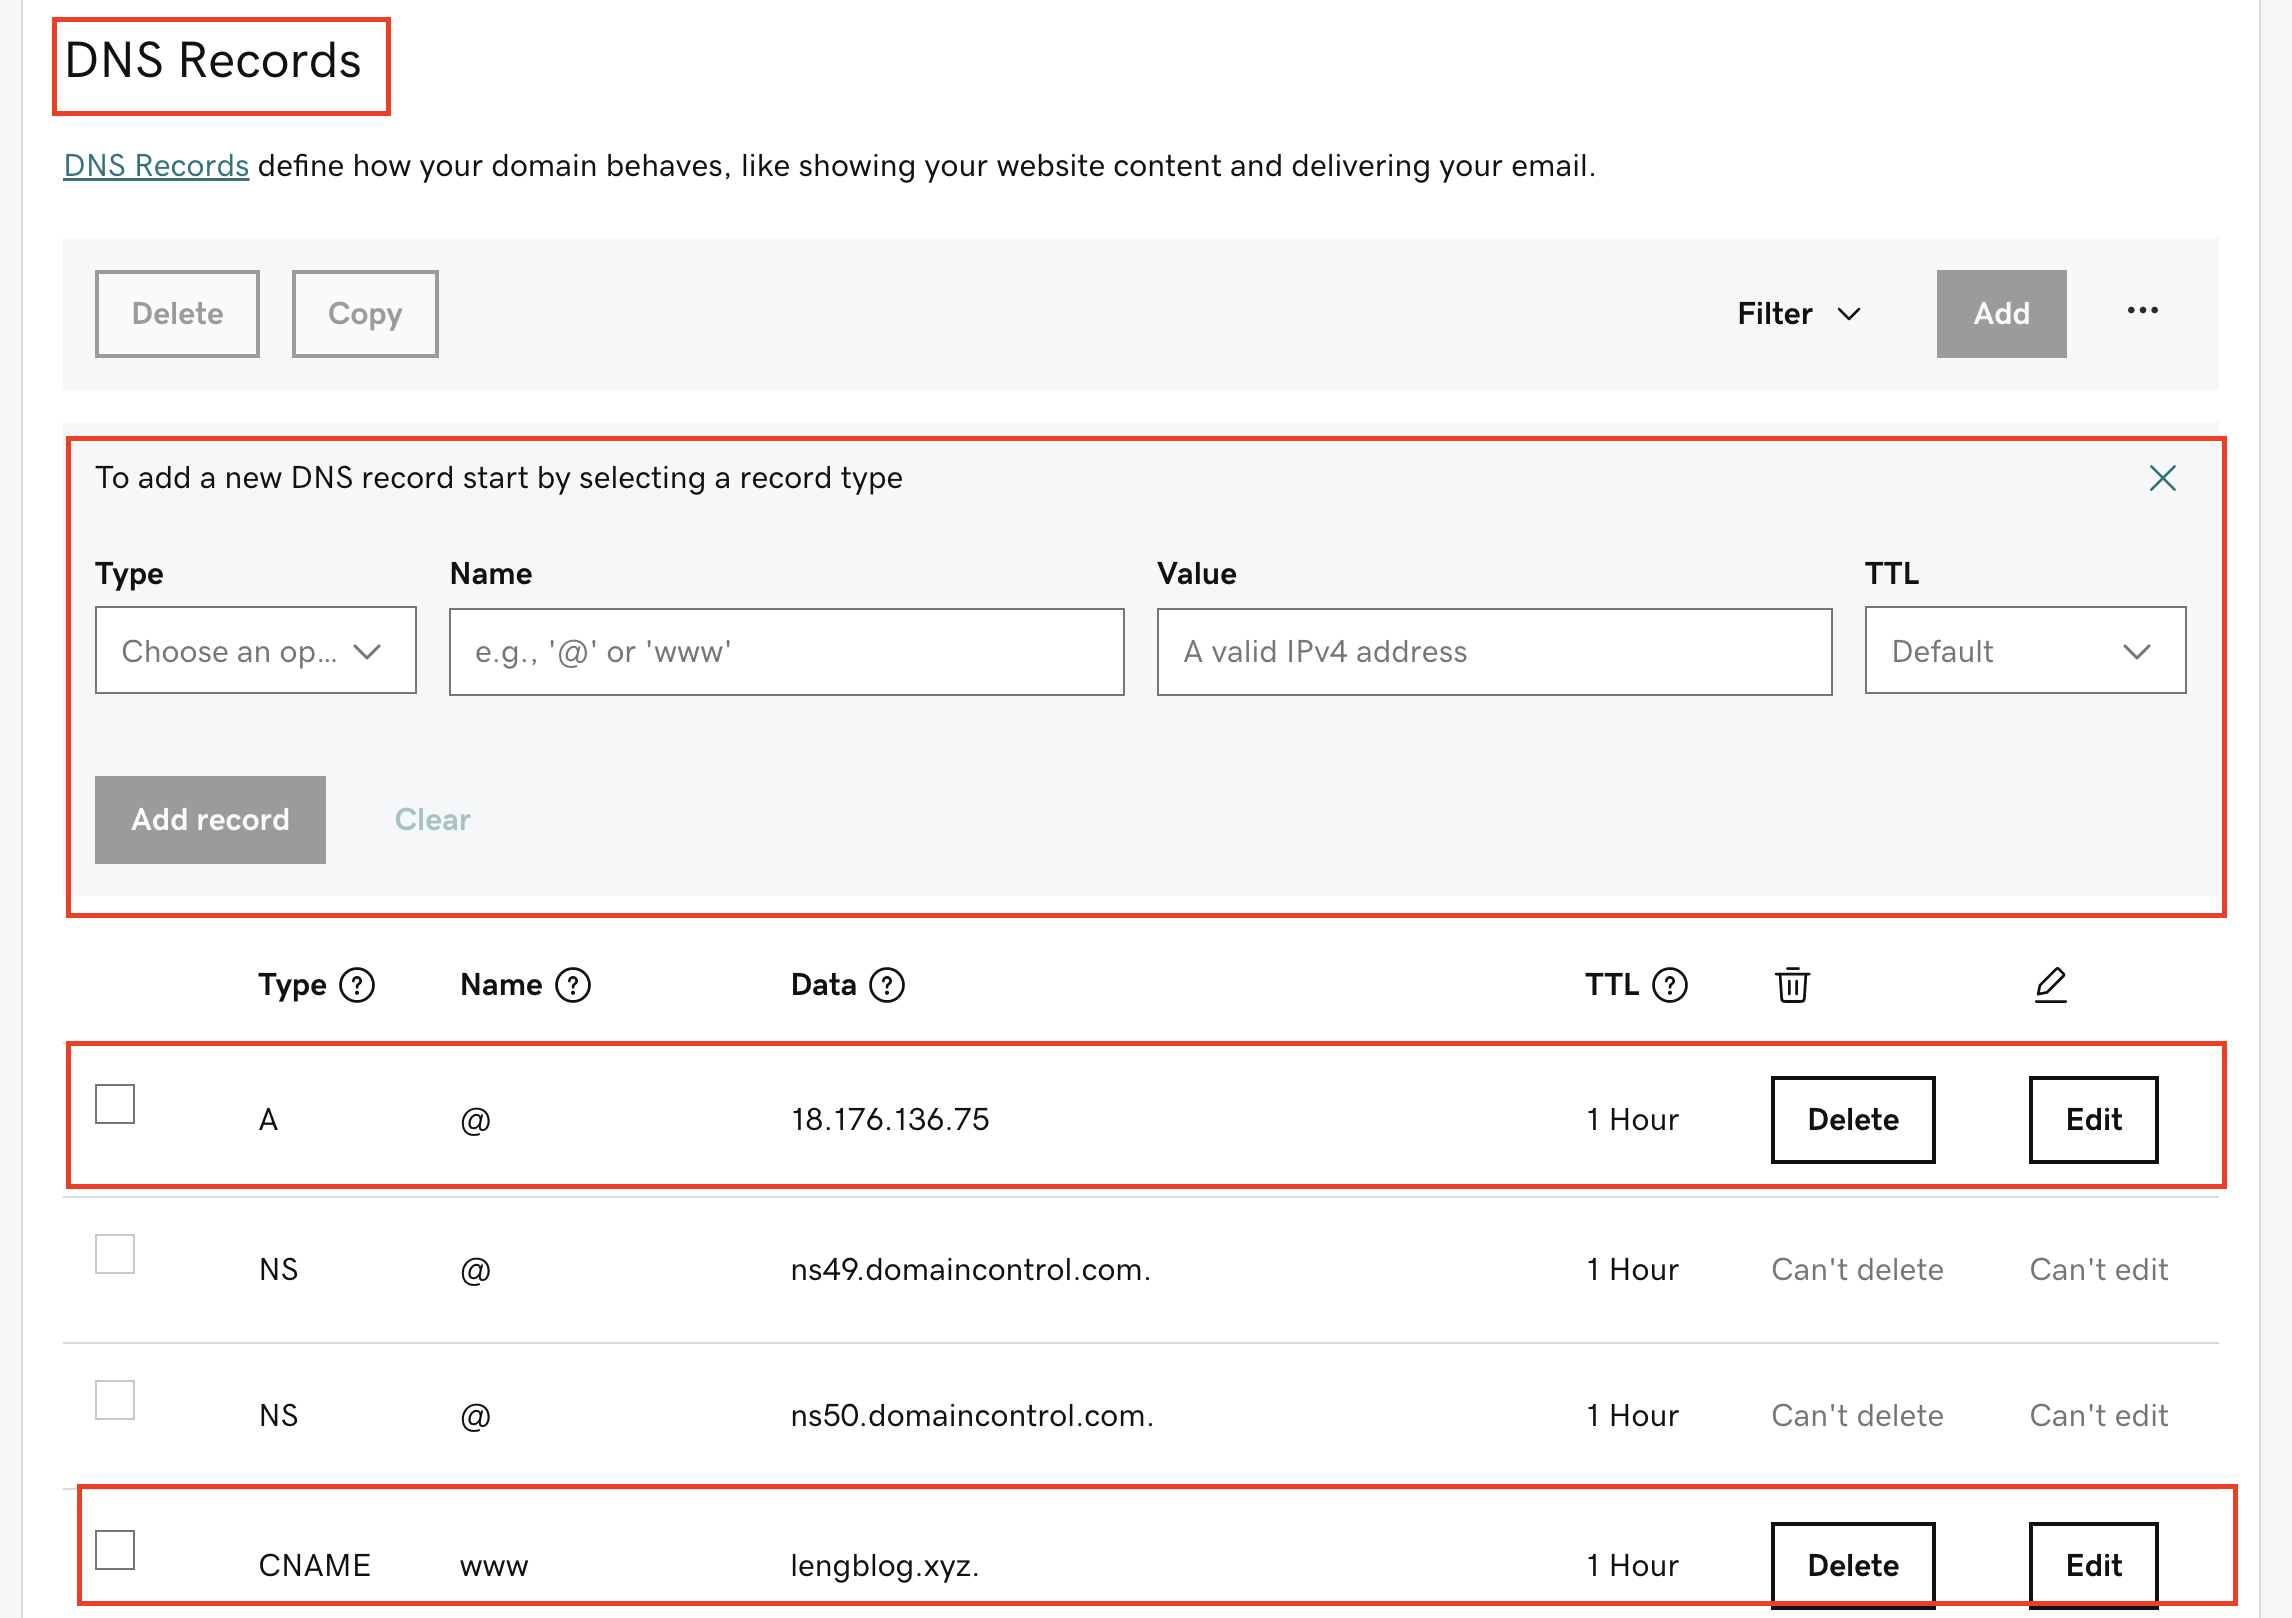 DNS Records
DNS Records define how your domain behaves, like showing your website content and delivering your email.
Delete Copy Filter Add ...
To add a new DNS record start by selecting a record type
Type Name Value TTL
Choose an op... e.g., '@' or 'www' A valid IPv4 address Default
Add record Clear
Type ? Name ? Data ? TTL ?
A @ 18.176.136.75 1 Hour Delete Edit
NS @ ns49.domaincontrol.com. 1 Hour Can't delete Can't edit
NS @ ns50.domaincontrol.com. 1 Hour Can't delete Can't edit
CNAME www lengblog.xyz. 1 Hour Delete Edit